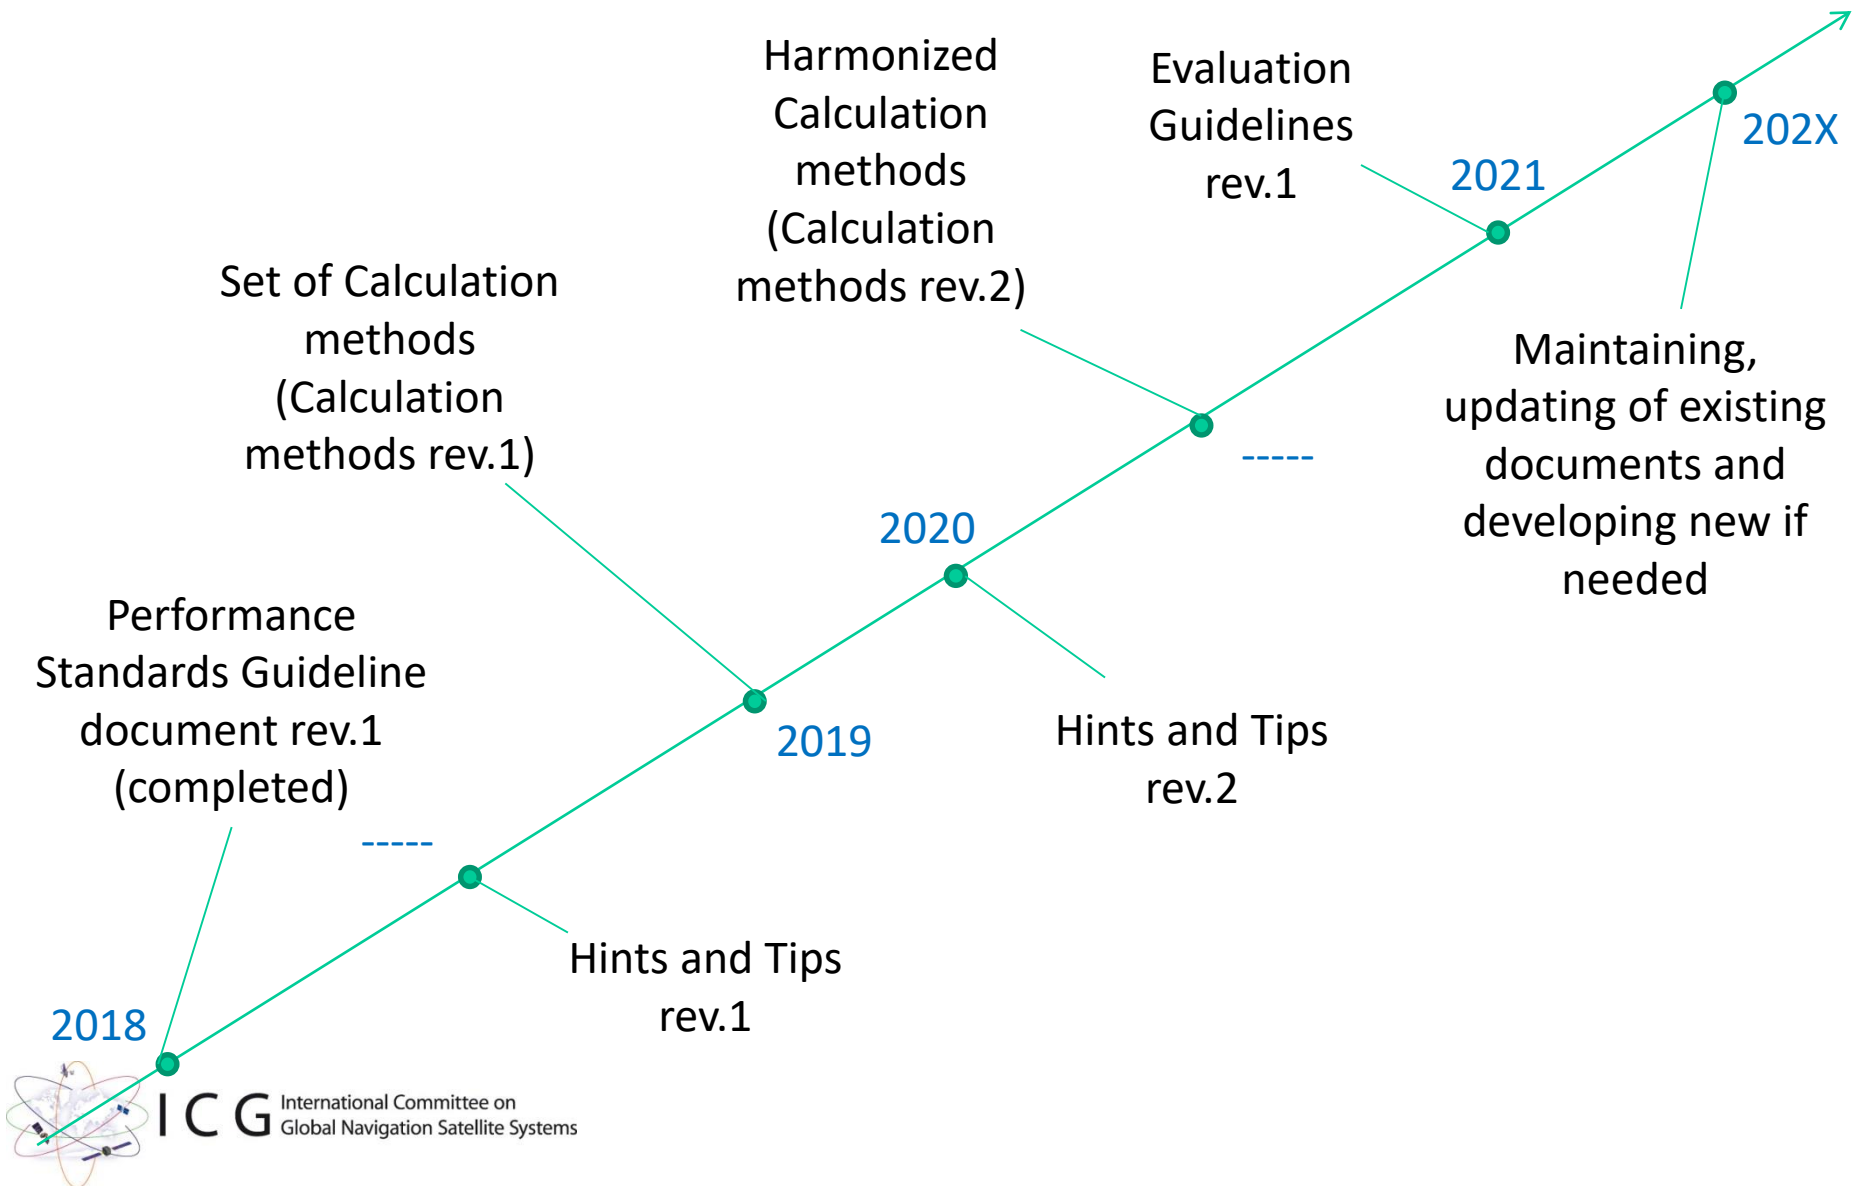 Harmonized
Calculation
methods
(Calculation
methods rev.2)
Evaluation
Guidelines
rev.1
202X
2021
Set of Calculation
methods
(Calculation
methods rev.1)
Maintaining,
updating of existing
documents and
developing new if
needed
-----
2020
Performance
Standards Guideline
document rev.1
(completed)
2019
Hints and Tips
rev.2
-----
Hints and Tips
rev.1
2018
ICG International Committee on
Global Navigation Satellite Systems